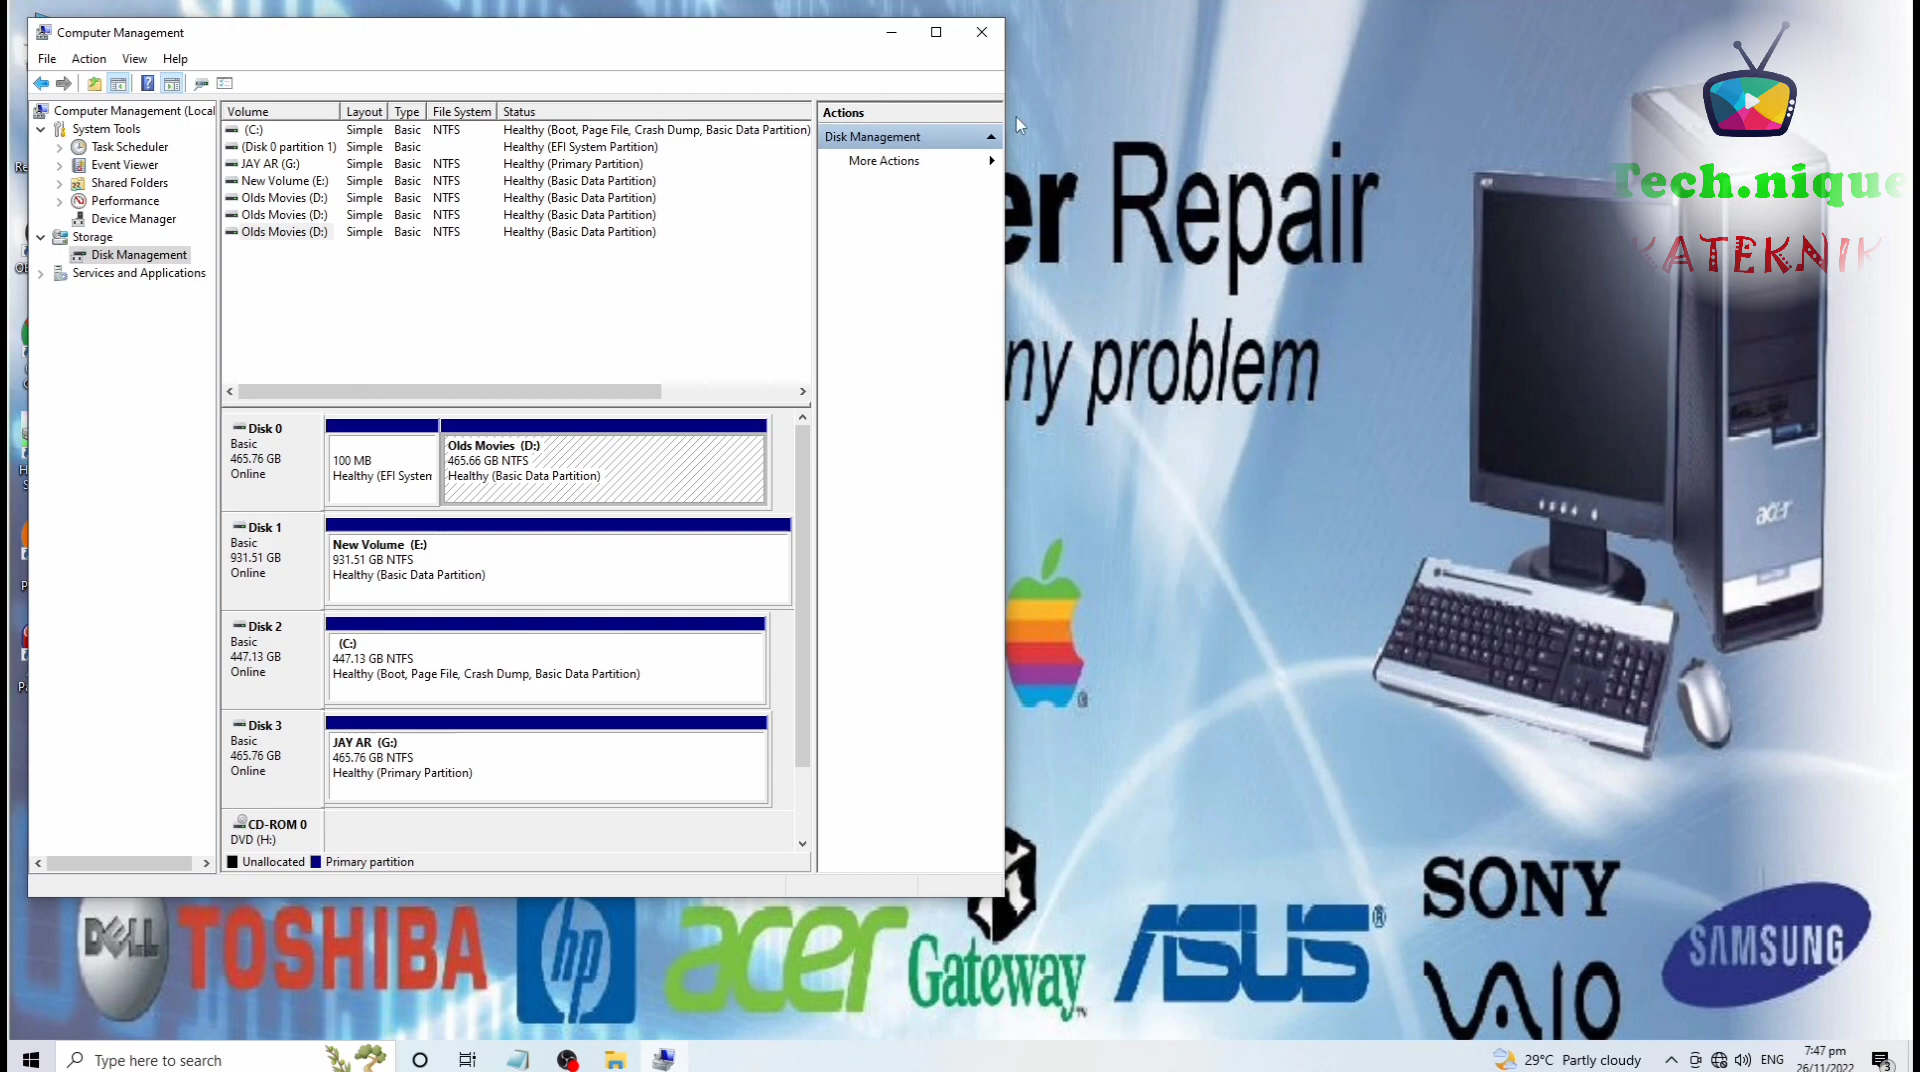 Computer Management
File Action View Help
Computer Management (Local
System Tools
Task Scheduler
Event Viewer
Shared Folders
Performance
Device Manager
Storage
Disk Management
Services and Applications
Volume Layout Type File System Status
(C:) Simple Basic NTFS Healthy (Boot, Page File, Crash Dump, Basic Data Partition)
(Disk 0 partition 1) Simple Basic Healthy (EFI System Partition)
JAY AR (G:) Simple Basic NTFS Healthy (Primary Partition)
New Volume (E:) Simple Basic NTFS Healthy (Basic Data Partition)
Olds Movies (D:) Simple Basic NTFS Healthy (Basic Data Partition)
Olds Movies (D:) Simple Basic NTFS Healthy (Basic Data Partition)
Olds Movies (D:) Simple Basic NTFS Healthy (Basic Data Partition)
Disk 0
Basic
465.76 GB
Online
100 MB
Healthy (EFI System
Olds Movies (D:)
465.66 GB NTFS
Healthy (Basic Data Partition)
Disk 1
Basic
931.51 GB
Online
New Volume (E:)
931.51 GB NTFS
Healthy (Basic Data Partition)
Disk 2
Basic
447.13 GB
Online
(C:)
447.13 GB NTFS
Healthy (Boot, Page File, Crash Dump, Basic Data Partition)
Disk 3
Basic
465.76 GB
Online
JAY AR (G:)
465.76 GB NTFS
Healthy (Primary Partition)
CD-ROM 0
DVD (H:)
Unallocated Primary partition
Actions
Disk Management
More Actions
er Repair
ny problem
Tech.nique
KATEKNIK
acer
DELL
TOSHIBA
hp
acer
Gateway
ASUS
SONY
VAIO
SAMSUNG
Type here to search
29°C Partly cloudy
ENG
7:47 pm
26/11/2022
3